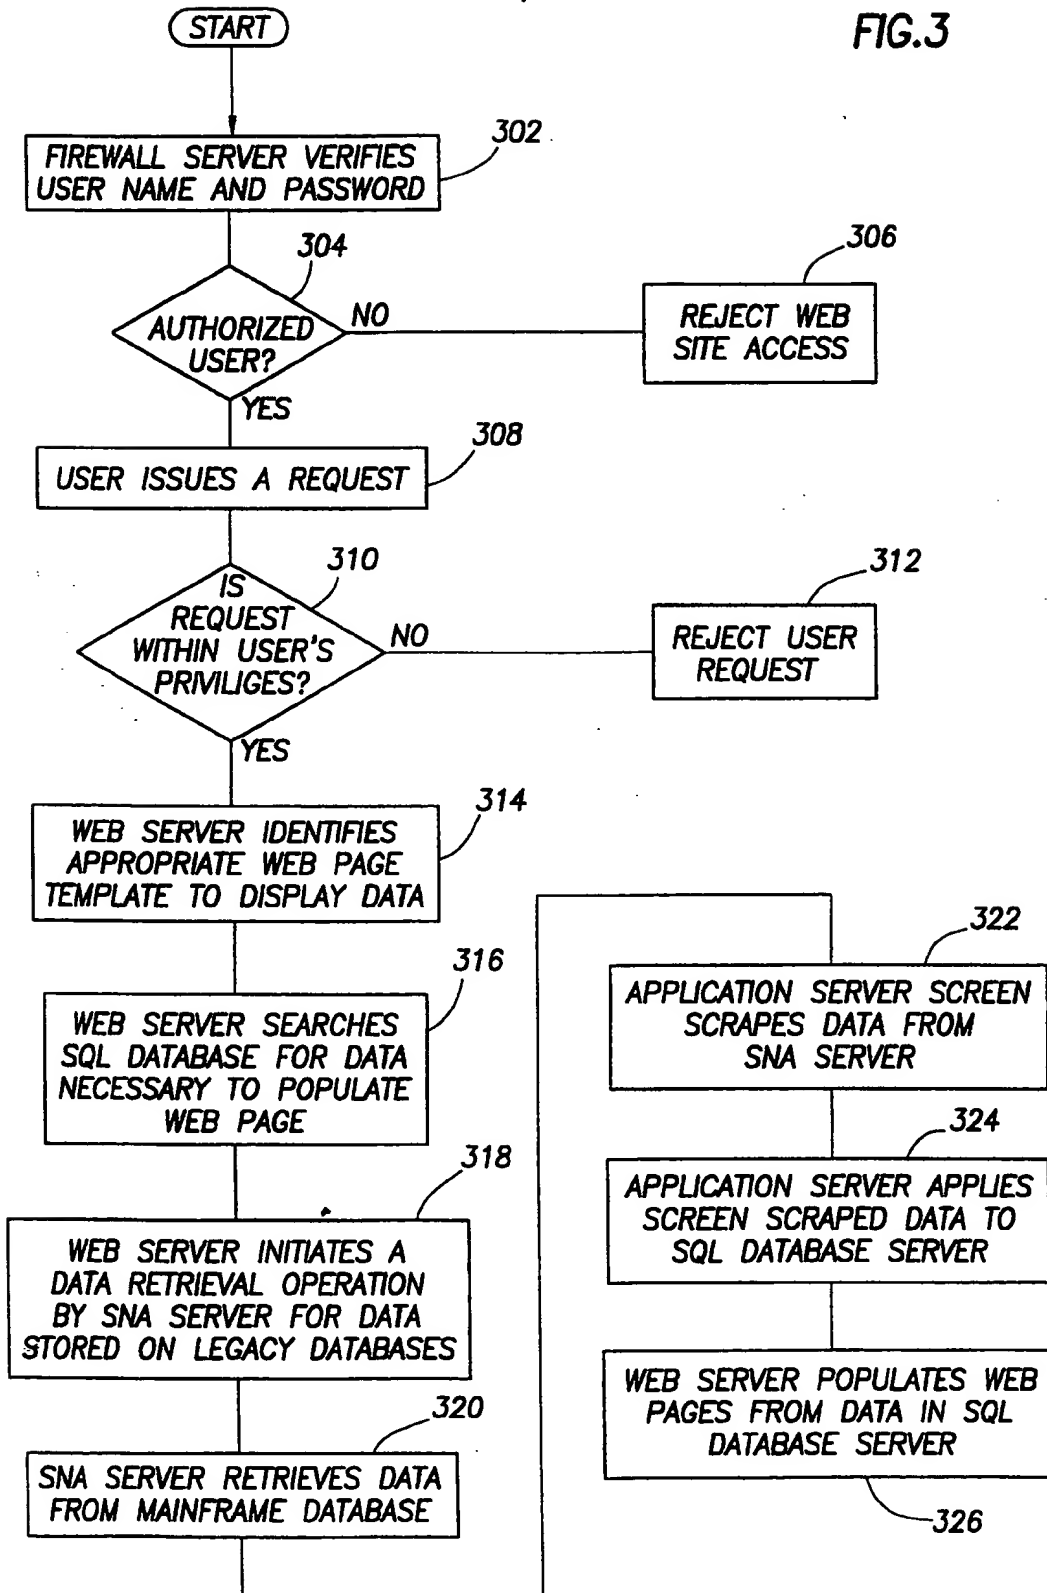 START
FIG.3
302
FIREWALL SERVER VERIFIES
USER NAME AND PASSWORD
304
306
AUTHORIZED
USER?
NO
REJECT WEB
SITE ACCESS
YES
308
USER ISSUES A REQUEST
310
312
IS
REQUEST
WITHIN USER'S
PRIVILIGES?
NO
REJECT USER
REQUEST
YES
314
WEB SERVER IDENTIFIES
APPROPRIATE WEB PAGE
TEMPLATE TO DISPLAY DATA
316
WEB SERVER SEARCHES
SQL DATABASE FOR DATA
NECESSARY TO POPULATE
WEB PAGE
318
WEB SERVER INITIATES A
DATA RETRIEVAL OPERATION
BY SNA SERVER FOR DATA
STORED ON LEGACY DATABASES
320
SNA SERVER RETRIEVES DATA
FROM MAINFRAME DATABASE
322
APPLICATION SERVER SCREEN
SCRAPES DATA FROM
SNA SERVER
324
APPLICATION SERVER APPLIES
SCREEN SCRAPED DATA TO
SQL DATABASE SERVER
WEB SERVER POPULATES WEB
PAGES FROM DATA IN SQL
DATABASE SERVER
326